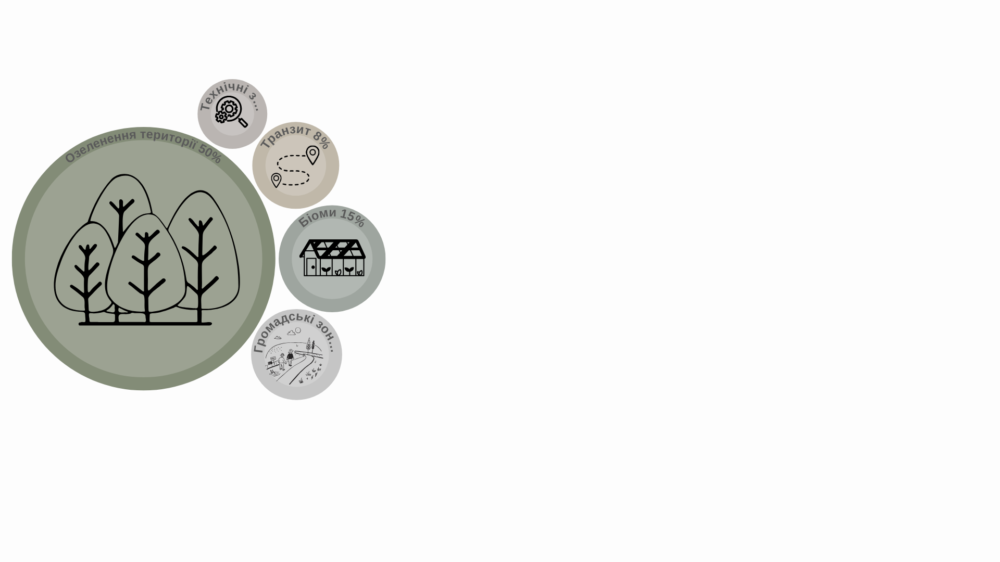 Технічні з...
Транзит 8%
Озеленення території 50%
Біоми 15%
Громадські зон...